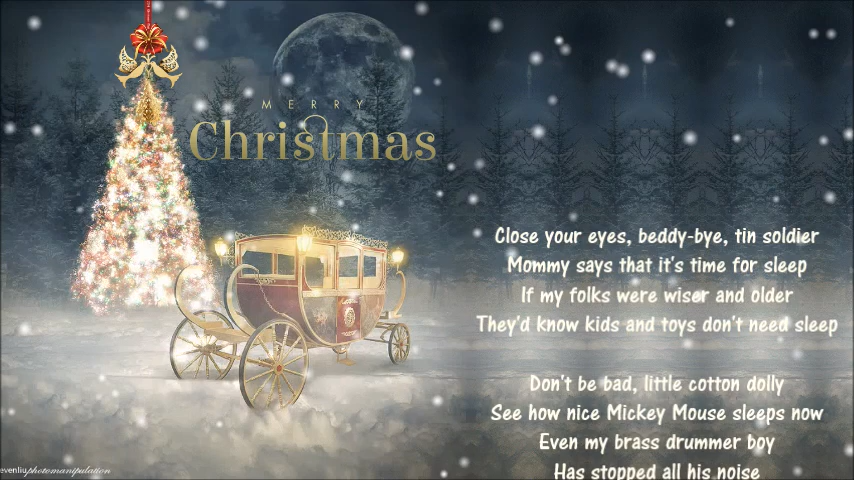 MERRY
Christmas
Close your eyes, beddy-bye, tin soldier
Mommy says that it's time for sleep
If my folks were wiser and older
They'd know kids and toys don't need sleep
Don't be bad, little cotton dolly
See how nice Mickey Mouse sleeps now
Even my brass drummer boy
Has stopped all his noise
evenliu photomanipulation